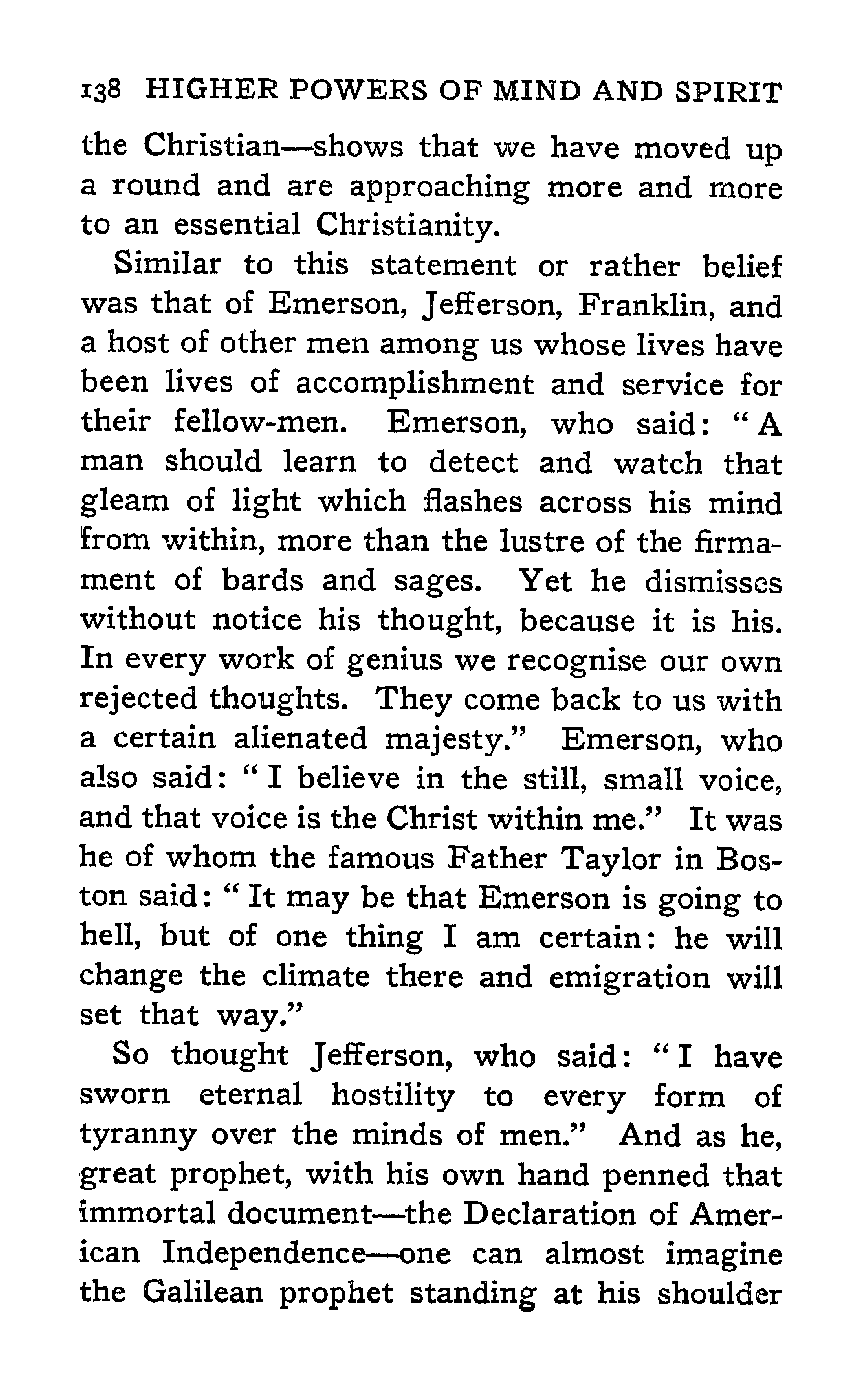 138 HIGHER POWERS OF MIND AND SPIRIT
the Christian—shows that we have moved up
a round and are approaching more and more
to an essential Christianity.
Similar to this statement or rather belief
was that of Emerson, Jefferson, Franklin, and
a host of other men among us whose lives have
been lives of accomplishment and service for
their fellow-men. Emerson, who said: “ A
man should learn to detect and watch that
gleam of light which flashes across his mind
from within, more than the lustre of the firma-
ment of bards and sages. Yet he dismisses
without notice his thought, because it is his.
In every work of genius we recognise our own
rejected thoughts. They come back to us with
a certain alienated majesty.” Emerson, who
also said: “ I believe in the still, small voice,
and that voice is the Christ within me.” It was
he of whom the famous Father Taylor in Bos-
ton said: “ It may be that Emerson is going to
hell, but of one thing I am certain: he will
change the climate there and emigration will
set that way.”
So thought Jefferson, who said: “ I have
sworn eternal hostility to every form of
tyranny over the minds of men.” And as he,
great prophet, with his own hand penned that
immortal document—the Declaration of Amer-
ican Independence—one can almost imagine
the Galilean prophet standing at his shoulder